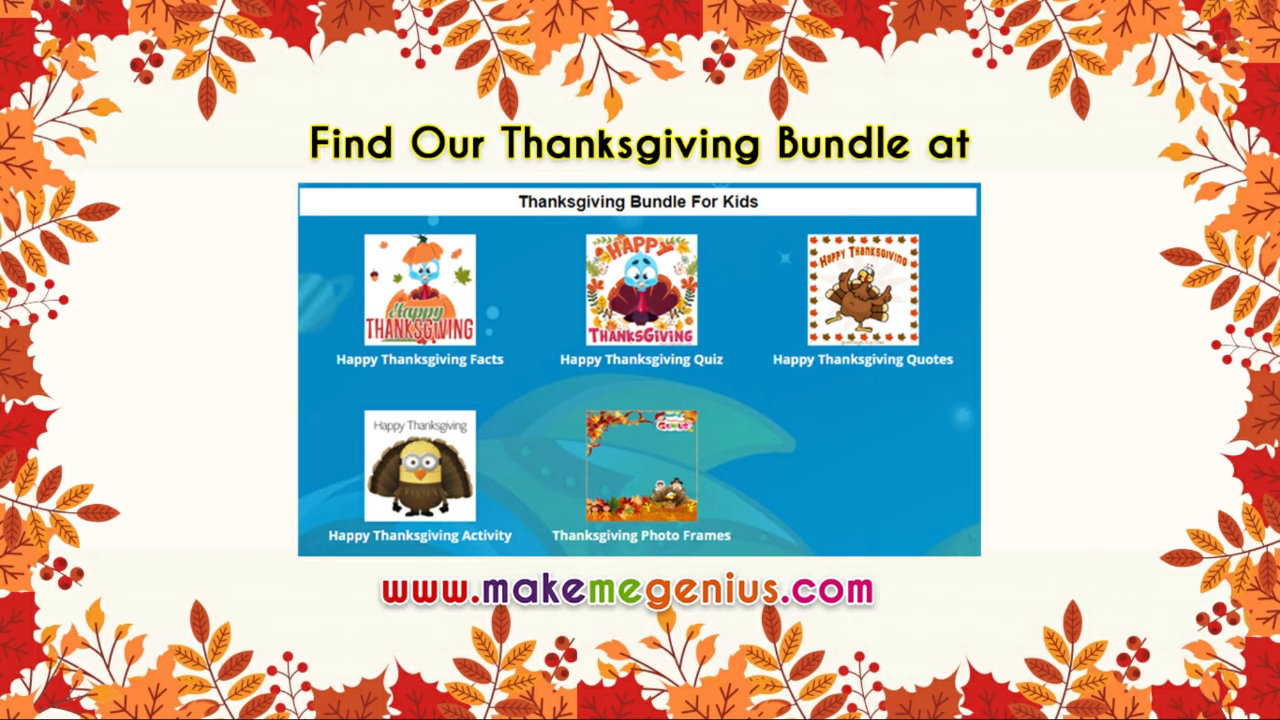 Find Our Thanksgiving Bundle at
Thanksgiving Bundle For Kids
Happy
THANKSGIVING
HAPPY
THANKSGiViNG
Happy Thanksgiving
Happy Thanksgiving Facts
Happy Thanksgiving Quiz
Happy Thanksgiving Quotes
Happy Thanksgiving
GENIUS
Happy Thanksgiving Activity
Thanksgiving Photo Frames
www.makemegenius.com